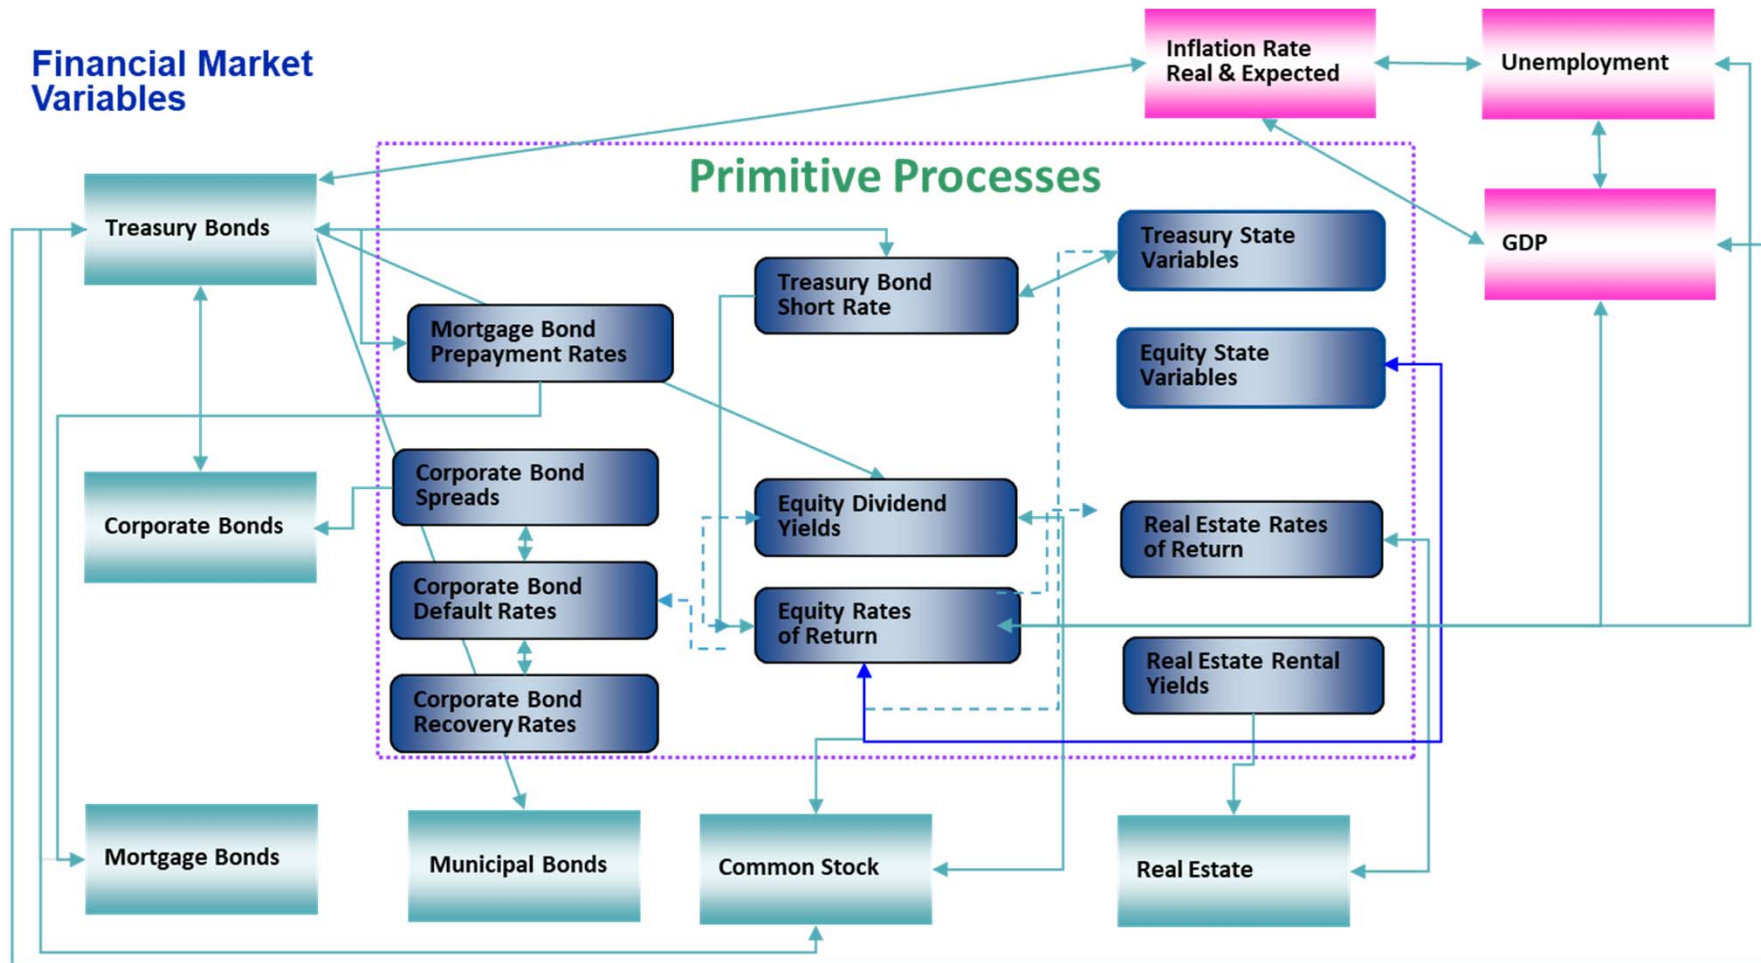 Financial Market
Variables
Inflation Rate
Real & Expected
Unemployment
Primitive Processes
Treasury Bonds
Treasury State
Variables
GDP
Treasury Bond
Short Rate
Mortgage Bond
Prepayment Rates
Equity State
Variables
Corporate Bond
Spreads
Corporate Bonds
Equity Dividend
Yields
Real Estate Rates
of Return
Corporate Bond
Default Rates
Equity Rates
of Return
Real Estate Rental
Yields
Corporate Bond
Recovery Rates
Mortgage Bonds
Municipal Bonds
Common Stock
Real Estate